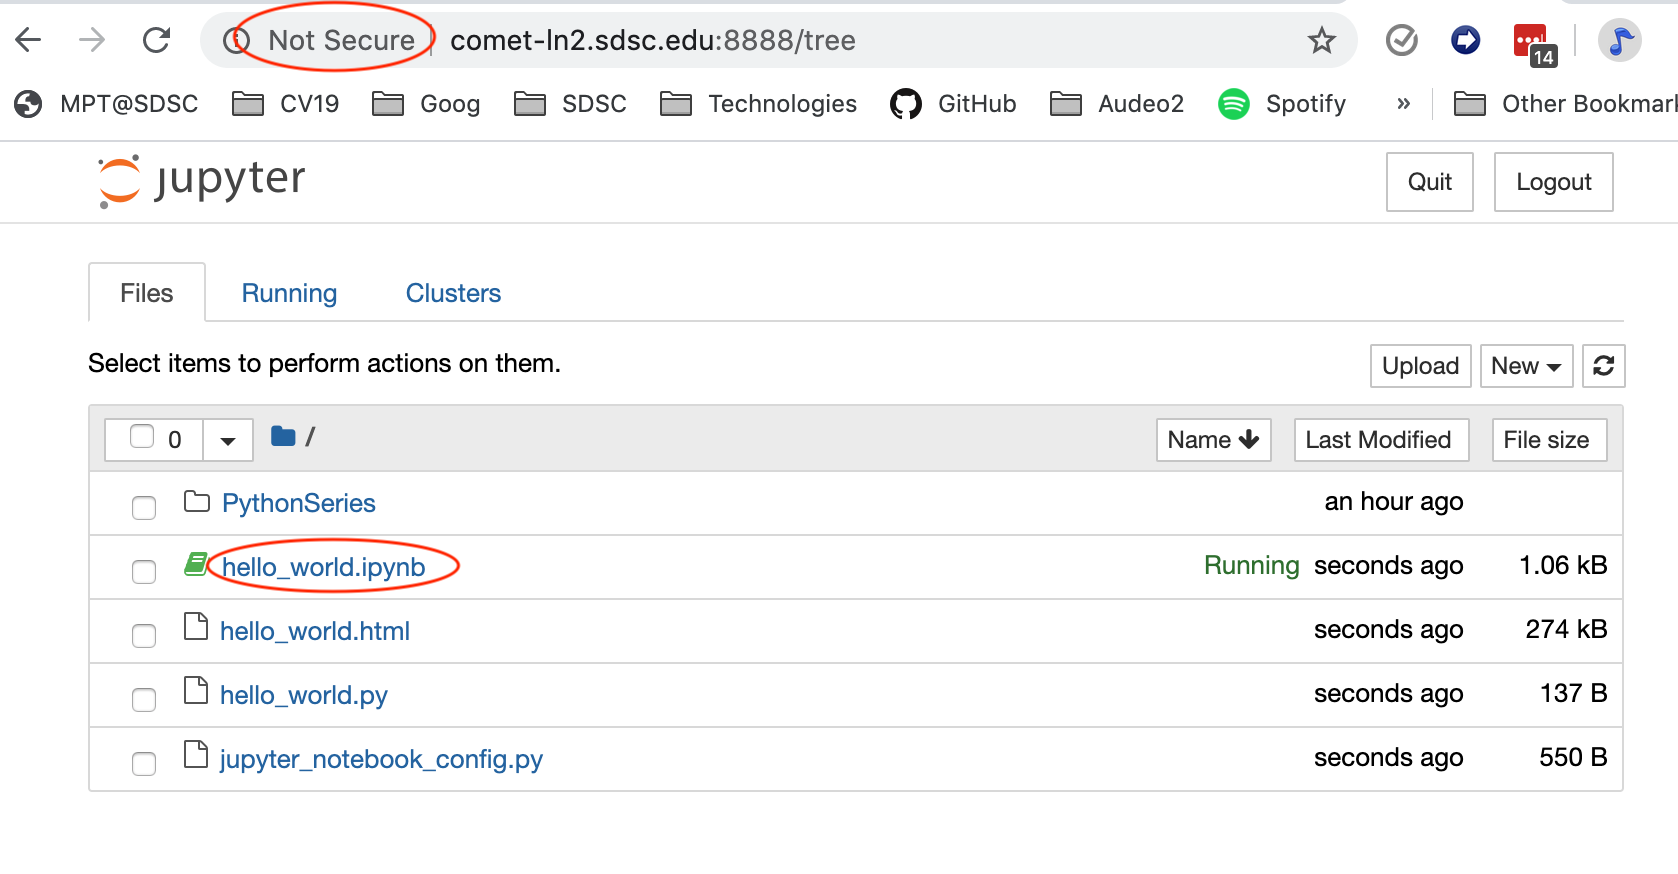 Not Secure | comet-ln2.sdsc.edu:8888/tree
14
MPT@SDSC CV19 Goog SDSC Technologies GitHub Audeo2 Spotify » Other Bookmark
jupyter Quit Logout
Files Running Clusters
Select items to perform actions on them. Upload New
0 / Name Last Modified File size
PythonSeries an hour ago
hello_world.ipynb Running seconds ago 1.06 kB
hello_world.html seconds ago 274 kB
hello_world.py seconds ago 137 B
jupyter_notebook_config.py seconds ago 550 B